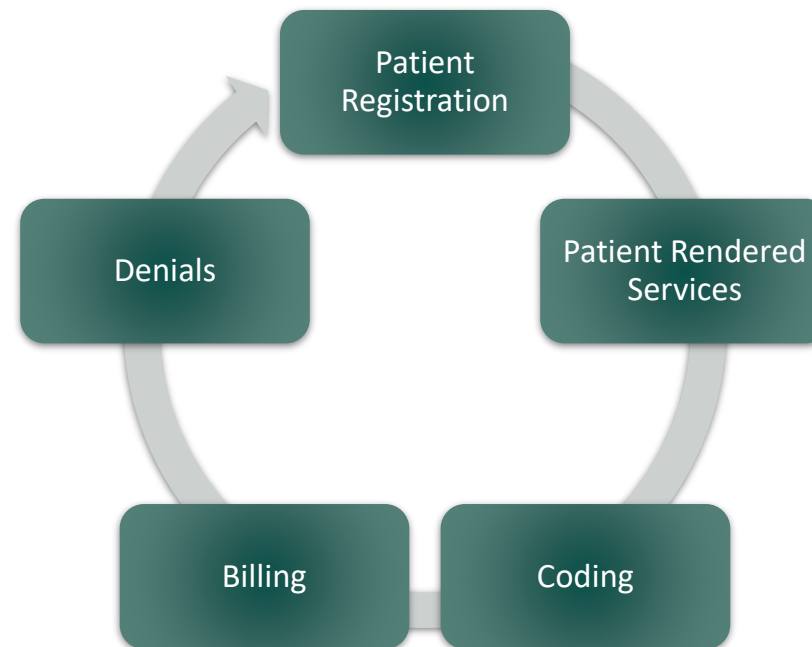 Patient
Registration
Patient Rendered
Services
Coding
Billing
Denials